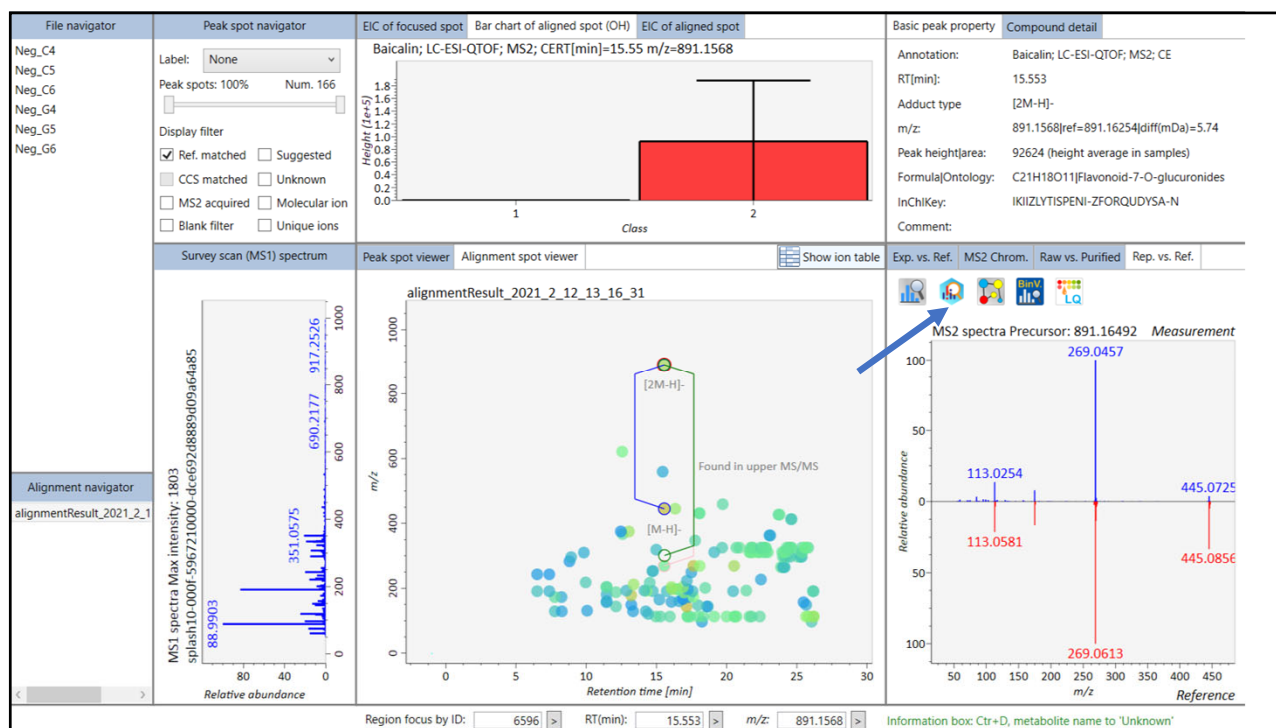 File navigator
Neg_C4
Neg_C5
Neg_C6
Neg_G4
Neg_G5
Neg_G6
Alignment navigator
alignmentResult_2021_2_1
Peak spot navigator
Label: None
Peak spots: 100% Num. 166
Display filter
Ref. matched Suggested
CCS matched Unknown
MS2 acquired Molecular ion
Blank filter Unique ions
Survey scan (MS1) spectrum
MS1 spectra Max intensity: 1803
splash10-000f-5967210000-dce692d8889d09a64a85
917.2526
690.2177
351.0575
88.9903
1000
800
600
400
200
0
80 40 0
Relative abundance
EIC of focused spot Bar chart of aligned spot (OH) EIC of aligned spot
Baicalin; LC-ESI-QTOF; MS2; CERT[min]=15.55 m/z=891.1568
Height (1e+5)
1.8
1.6
1.4
1.2
1.0
0.8
0.6
0.4
0.2
0.0
1 2
Class
Peak spot viewer Alignment spot viewer Show ion table
alignmentResult_2021_2_12_13_16_31
m/z
1000
800
600
400
200
0
[2M-H]-
Found in upper MS/MS
[M-H]-
0 5 10 15 20 25 30
Retention time [min]
Basic peak property Compound detail
Annotation: Baicalin; LC-ESI-QTOF; MS2; CE
RT[min]: 15.553
Adduct type [2M-H]-
m/z: 891.1568|ref=891.16254|diff(mDa)=5.74
Peak height|area: 92624 (height average in samples)
Formula|Ontology: C21H18O11|Flavonoid-7-O-glucuronides
InChIKey: IKIIZLYTISPENI-ZFORQUDYSA-N
Comment:
Exp. vs. Ref. MS2 Chrom. Raw vs. Purified Rep. vs. Ref.
BinV.
LQ
MS2 spectra Precursor: 891.16492 Measurement
269.0457
113.0254
445.0725
113.0581
445.0856
269.0613
Relative abundance
100
50
0
50
100
50 100 150 200 250 300 350 400 450
m/z
Reference
Region focus by ID: 6596 > RT(min): 15.553 > m/z: 891.1568 > Information box: Ctr+D, metabolite name to 'Unknown'